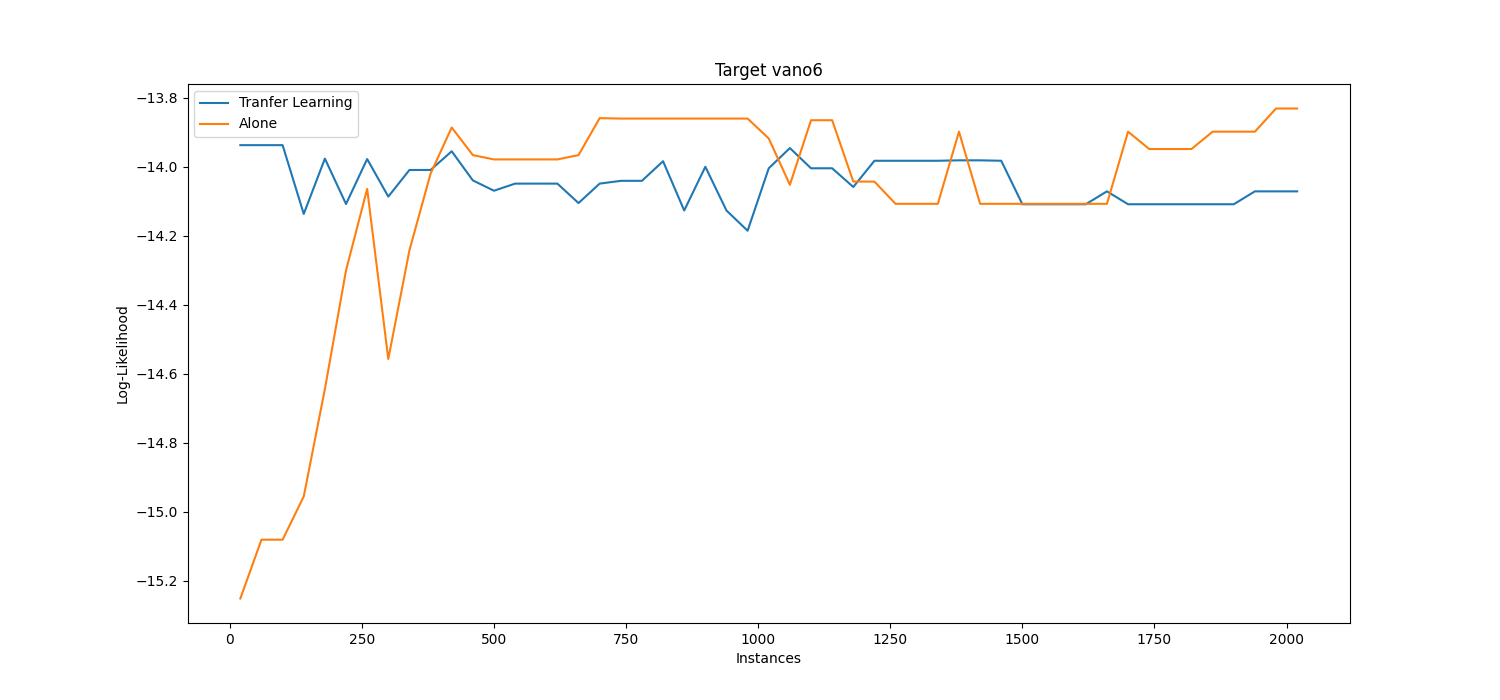 Target vano6
Tranfer Learning
Alone
−13.8
−14.0
−14.2
−14.4
−14.6
−14.8
−15.0
−15.2
Log-Likelihood
0 250 500 750 1000 1250 1500 1750 2000
Instances